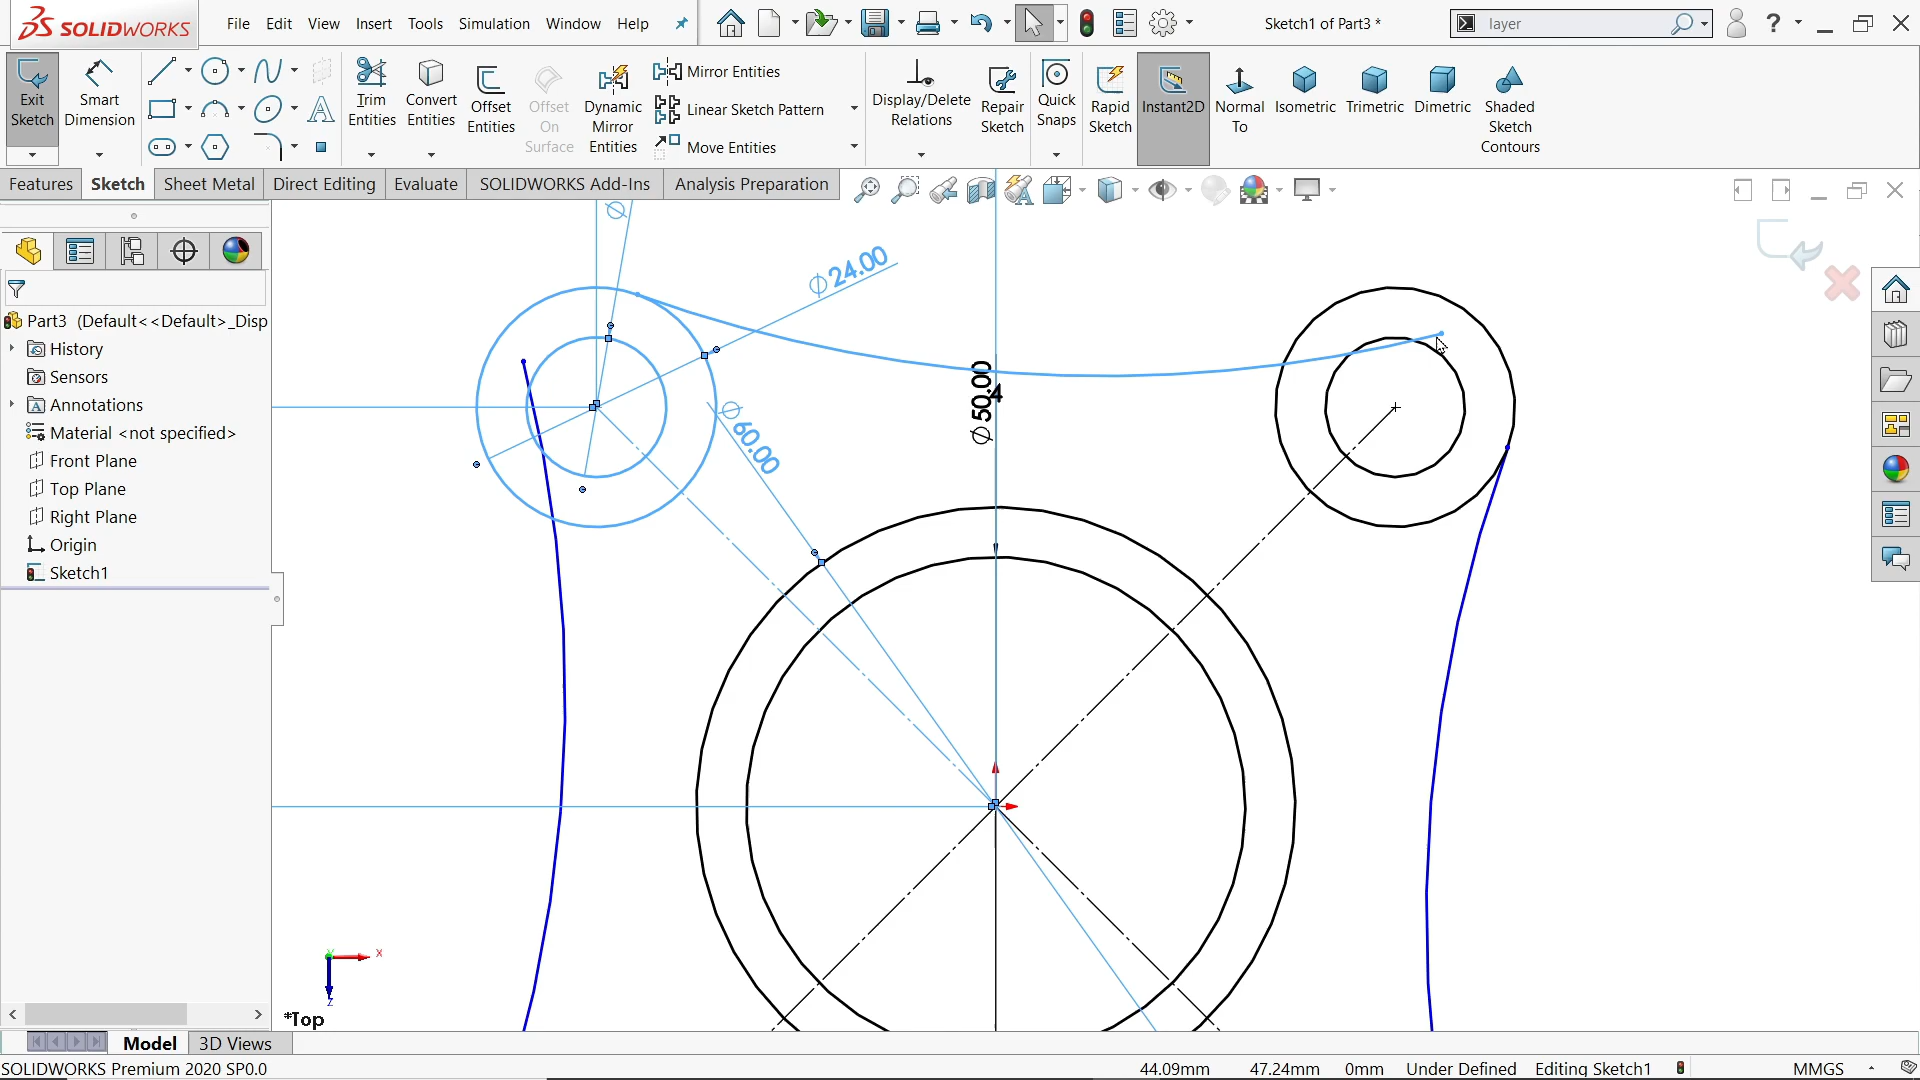 SOLIDWORKS
File Edit View Insert Tools Simulation Window Help
Sketch1 of Part3 *
layer
?
Exit Sketch
Smart Dimension
Trim Entities
Convert Entities
Offset Entities
Offset On Surface
Dynamic Mirror Entities
Mirror Entities
Linear Sketch Pattern
Move Entities
Display/Delete Relations
Repair Sketch
Quick Snaps
Rapid Sketch
Instant2D
Normal To
Isometric
Trimetric
Dimetric
Shaded Sketch Contours
Features Sketch Sheet Metal Direct Editing Evaluate SOLIDWORKS Add-Ins Analysis Preparation
Part3 (Default<<Default>_Disp
History
Sensors
Annotations
Material <not specified>
Front Plane
Top Plane
Right Plane
Origin
Sketch1
∅
∅24.00
∅60.00
∅50.00
4
Y
X
Z
*Top
Model 3D Views
SOLIDWORKS Premium 2020 SP0.0
44.09mm 47.24mm 0mm Under Defined Editing Sketch1 MMGS